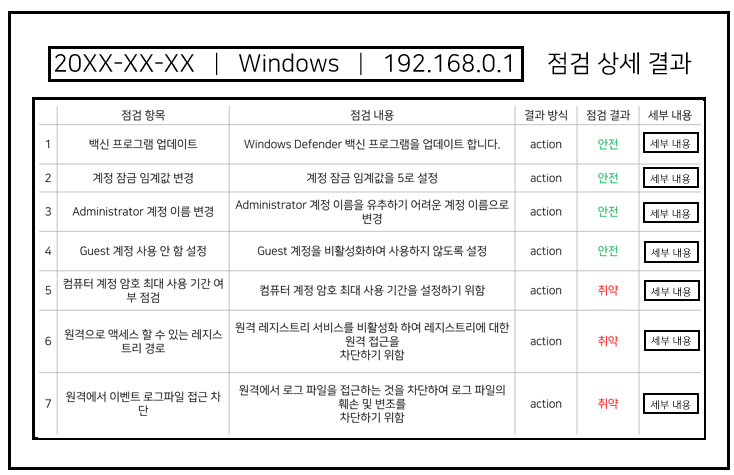 20XX-XX-XX | Windows | 192.168.0.1 점검 상세 결과
점검 항목 점검 내용 결과 방식 점검 결과 세부 내용
1 백신 프로그램 업데이트 Windows Defender 백신 프로그램을 업데이트 합니다. action 안전 세부 내용
2 계정 잠금 임계값 변경 계정 잠금 임계값을 5로 설정 action 안전 세부 내용
3 Administrator 계정 이름 변경 Administrator 계정 이름을 유추하기 어려운 계정 이름으로
변경 action 안전 세부 내용
4 Guest 계정 사용 안 함 설정 Guest 계정을 비활성화하여 사용하지 않도록 설정 action 안전 세부 내용
5 컴퓨터 계정 암호 최대 사용 기간 여
부 점검 컴퓨터 계정 암호 최대 사용 기간을 설정하기 위함 action 취약 세부 내용
6 원격으로 액세스 할 수 있는 레지스
트리 경로 원격 레지스트리 서비스를 비활성화 하여 레지스트리에 대한
원격 접근을
차단하기 위함 action 취약 세부 내용
7 원격에서 이벤트 로그파일 접근 차
단 원격에서 로그 파일을 접근하는 것을 차단하여 로그 파일의
훼손 및 변조를
차단하기 위함 action 취약 세부 내용